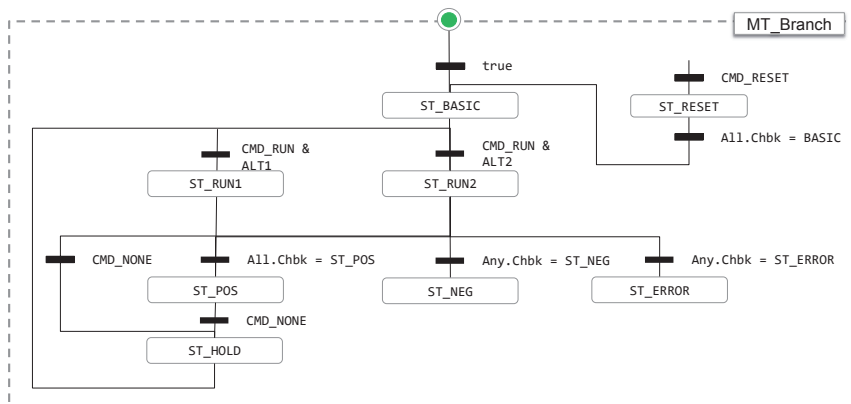 MT_Branch
true
CMD_RESET
ST_BASIC
ST_RESET
All.Chbk = BASIC
CMD_RUN &
ALT1
CMD_RUN &
ALT2
ST_RUN1
ST_RUN2
CMD_NONE
All.Chbk = ST_POS
Any.Chbk = ST_NEG
Any.Chbk = ST_ERROR
ST_POS
ST_NEG
ST_ERROR
CMD_NONE
ST_HOLD